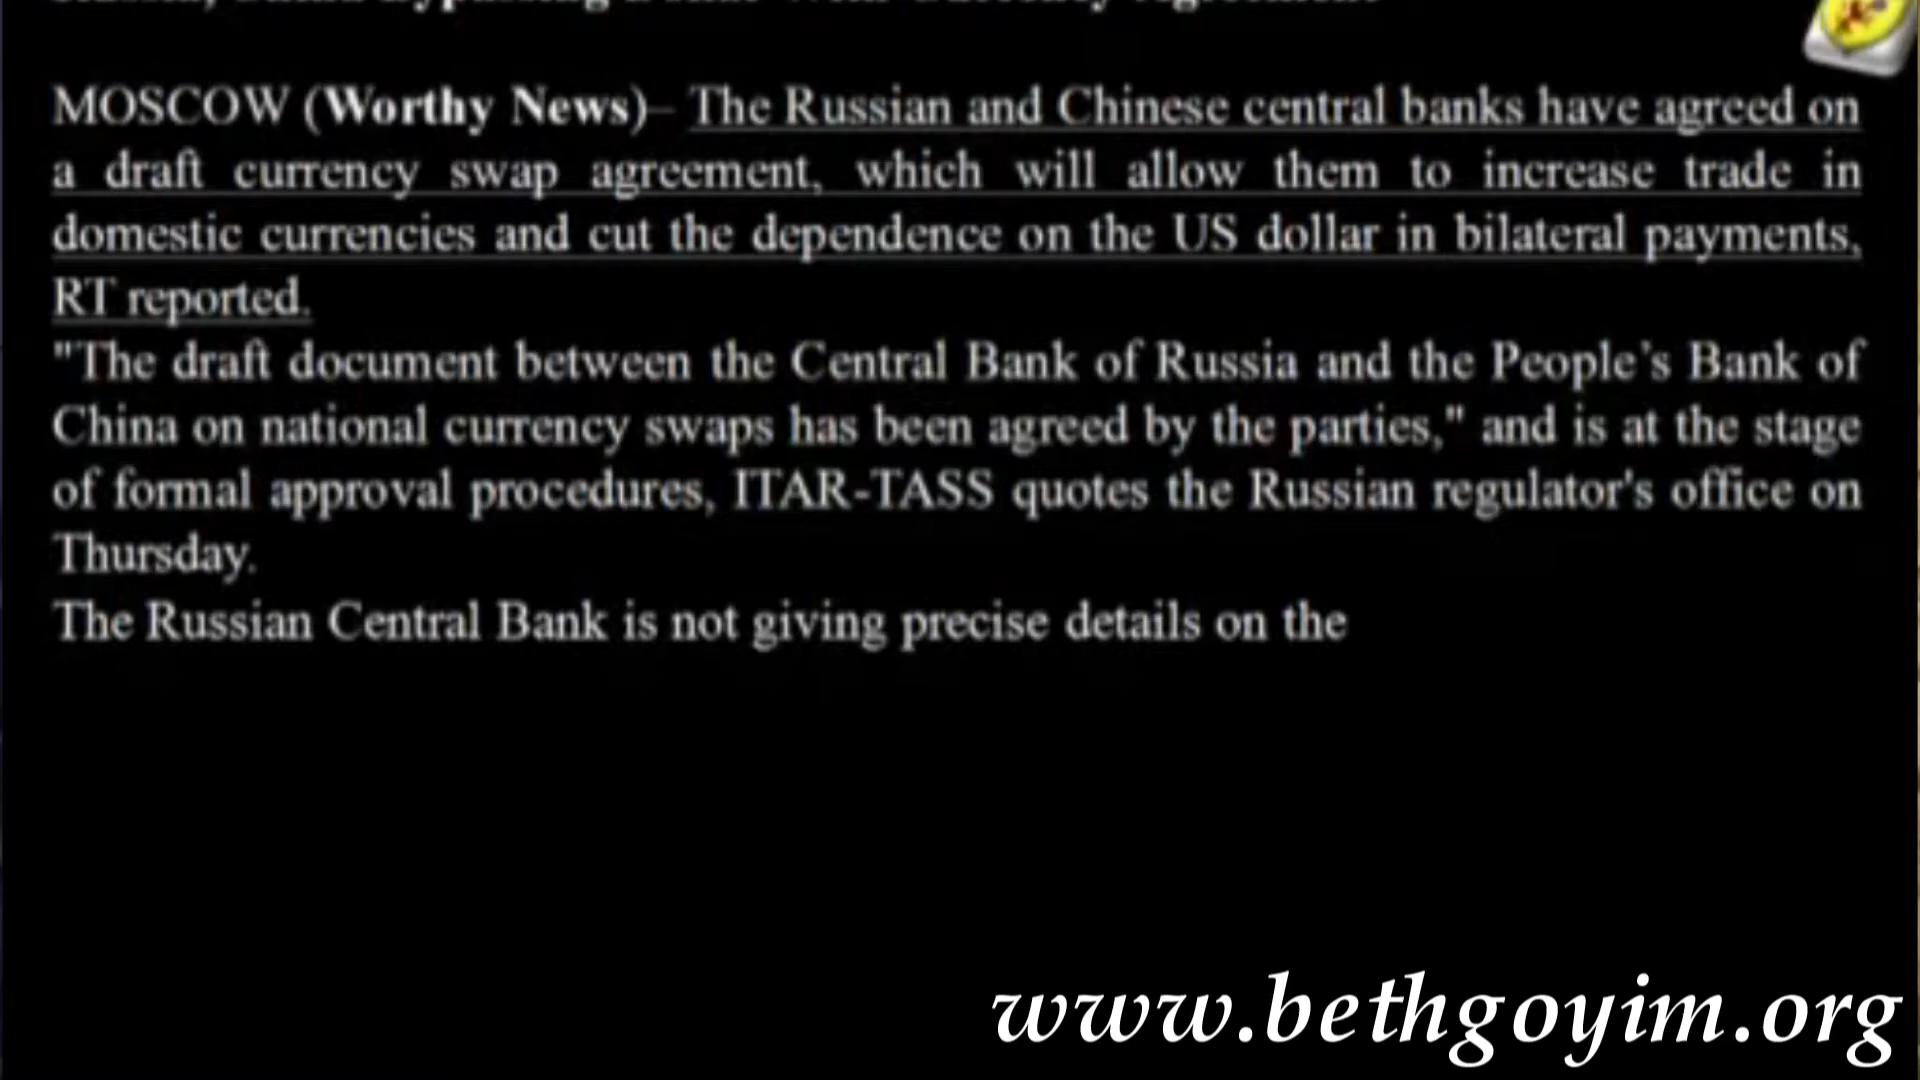 MOSCOW (Worthy News)– The Russian and Chinese central banks have agreed on
a draft currency swap agreement, which will allow them to increase trade in
domestic currencies and cut the dependence on the US dollar in bilateral payments,
RT reported.
"The draft document between the Central Bank of Russia and the People’s Bank of
China on national currency swaps has been agreed by the parties," and is at the stage
of formal approval procedures, ITAR-TASS quotes the Russian regulator's office on
Thursday.
The Russian Central Bank is not giving precise details on the
www.bethgoyim.org